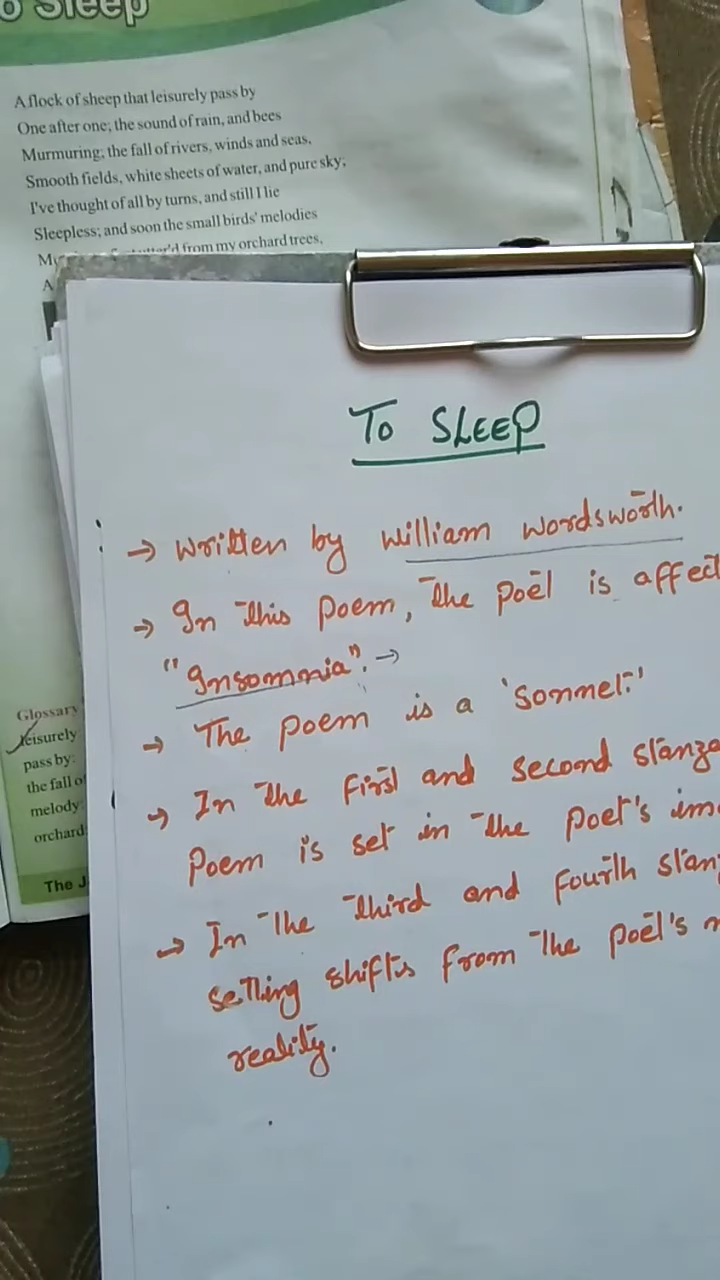 o Sleep
A flock of sheep that leisurely pass by
One after one; the sound of rain, and bees
Murmuring; the fall of rivers, winds and seas,
Smooth fields, white sheets of water, and pure sky;
I've thought of all by turns, and still I lie
Sleepless; and soon the small birds' melodies
from my orchard trees,
A
TO SLEEP
→ Written by William Wordsworth.
→ In this poem, the poet is affect
"Insomnia". →
→ The poem is a 'sonnet.'
→ In the first and second stanza
Poem is set in the poet's im
→ In the third and fourth stan
setting shifts from the poet's
reality.
Glossary
leisurely
pass by:
the fall o
melody
orchard
The J